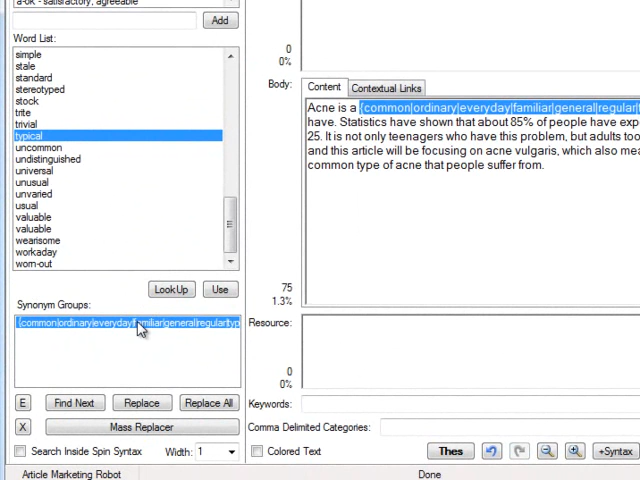 a-ok - satisfactory, agreeable
Add
Word List:
simple
stale
standard
stereotyped
stock
trite
trivial
typical
uncommon
undistinguished
universal
unusual
unvaried
usual
valuable
valuable
wearisome
workaday
worn-out
LookUp
Use
Synonym Groups:
{common|ordinary|everyday|familiar|general|regular|typ
E
Find Next
Replace
Replace All
X
Mass Replacer
Search Inside Spin Syntax
Width:
1
Article Marketing Robot
0
0%
Body:
Content
Contextual Links
Acne is a {common|ordinary|everyday|familiar|general|regular|t
have. Statistics have shown that about 85% of people have exp
25. It is not only teenagers who have this problem, but adults too
and this article will be focusing on acne vulgaris, which also mea
common type of acne that people suffer from.
75
1.3%
Resource:
0
0%
Keywords:
Comma Delimited Categories:
Colored Text
Thes
+Syntax
Done